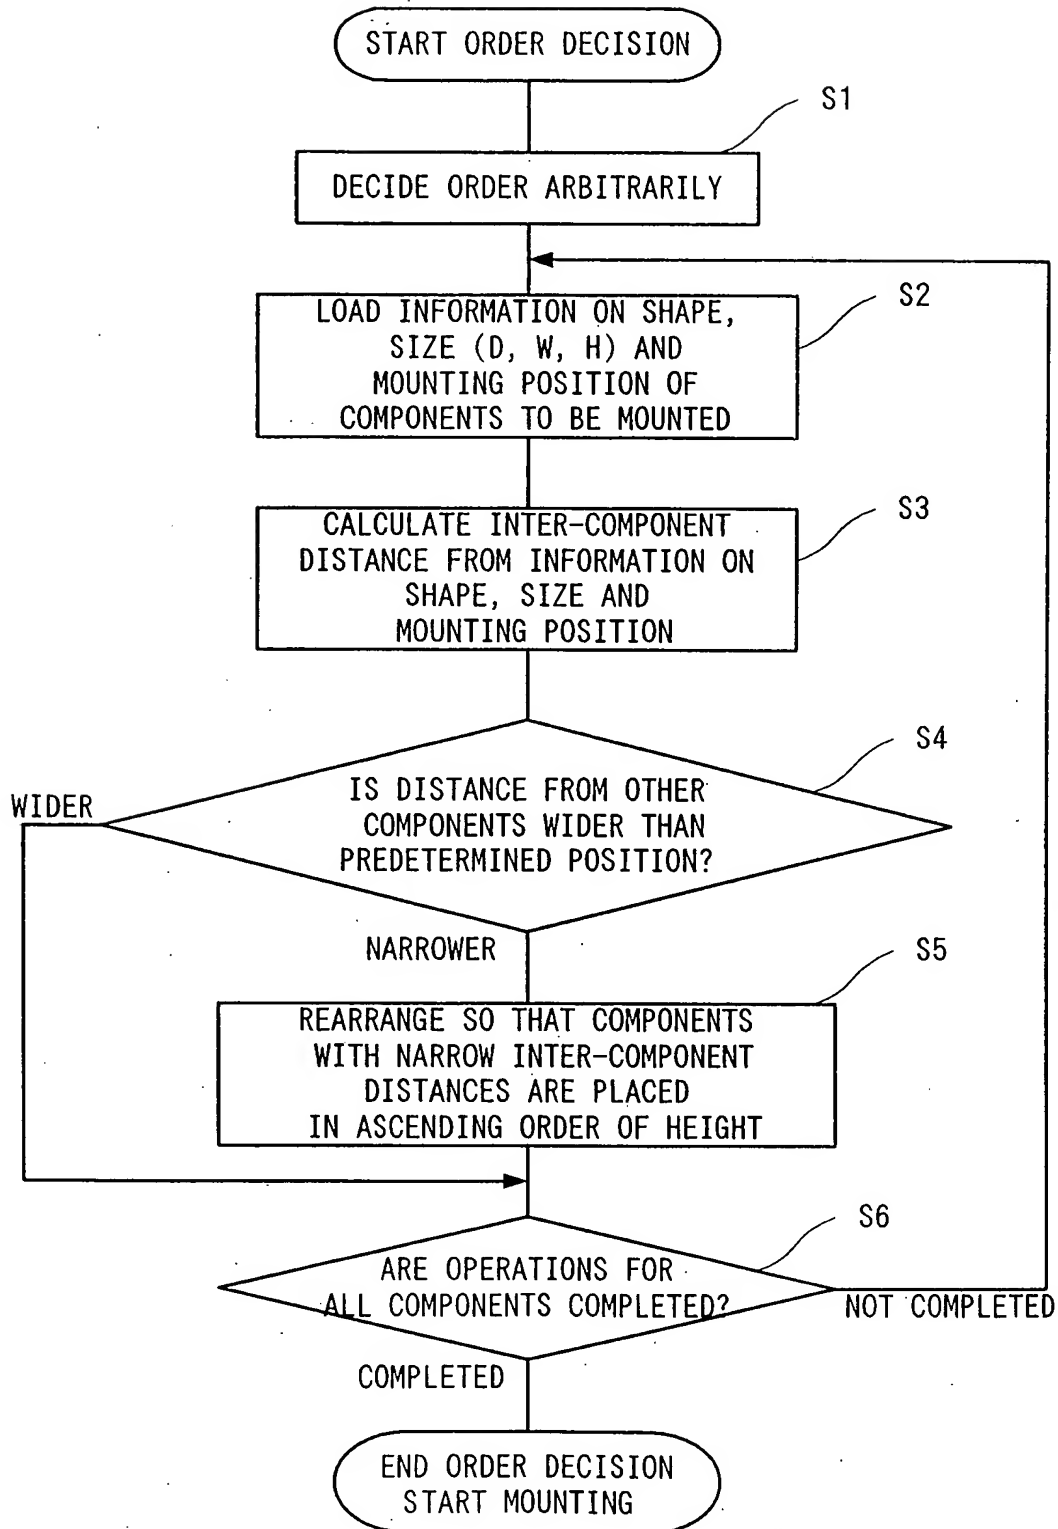 START ORDER DECISION
S1
DECIDE ORDER ARBITRARILY
S2
LOAD INFORMATION ON SHAPE,
SIZE (D, W, H) AND
MOUNTING POSITION OF
COMPONENTS TO BE MOUNTED
S3
CALCULATE INTER-COMPONENT
DISTANCE FROM INFORMATION ON
SHAPE, SIZE AND
MOUNTING POSITION
S4
WIDER
IS DISTANCE FROM OTHER
COMPONENTS WIDER THAN
PREDETERMINED POSITION?
NARROWER
S5
REARRANGE SO THAT COMPONENTS
WITH NARROW INTER-COMPONENT
DISTANCES ARE PLACED
IN ASCENDING ORDER OF HEIGHT
S6
ARE OPERATIONS FOR
ALL COMPONENTS COMPLETED?
NOT COMPLETED
COMPLETED
END ORDER DECISION
START MOUNTING